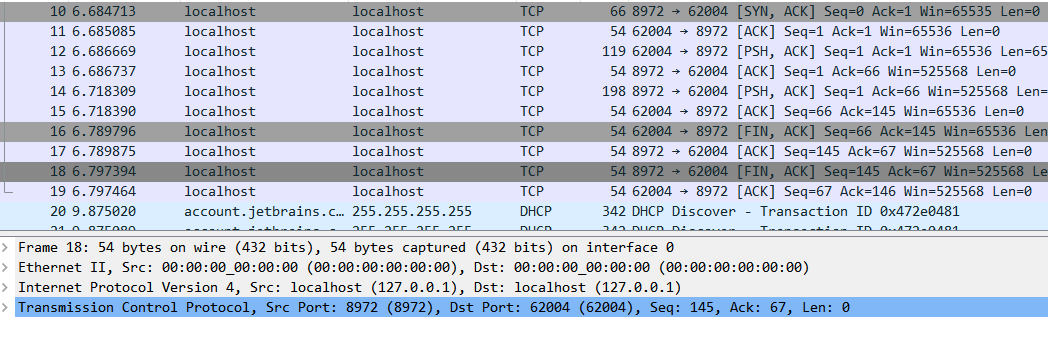 10 6.684713 localhost localhost TCP 66 8972 → 62004 [SYN, ACK] Seq=0 Ack=1 Win=65535 Len=0
11 6.685085 localhost localhost TCP 54 62004 → 8972 [ACK] Seq=1 Ack=1 Win=65536 Len=0
12 6.686669 localhost localhost TCP 119 62004 → 8972 [PSH, ACK] Seq=1 Ack=1 Win=65536 Len=65
13 6.686737 localhost localhost TCP 54 8972 → 62004 [ACK] Seq=1 Ack=66 Win=525568 Len=0
14 6.718309 localhost localhost TCP 198 8972 → 62004 [PSH, ACK] Seq=1 Ack=66 Win=525568 Len=
15 6.718390 localhost localhost TCP 54 62004 → 8972 [ACK] Seq=66 Ack=145 Win=65536 Len=0
16 6.789796 localhost localhost TCP 54 62004 → 8972 [FIN, ACK] Seq=66 Ack=145 Win=65536 Len=
17 6.789875 localhost localhost TCP 54 8972 → 62004 [ACK] Seq=145 Ack=67 Win=525568 Len=0
18 6.797394 localhost localhost TCP 54 8972 → 62004 [FIN, ACK] Seq=145 Ack=67 Win=525568 Le
19 6.797464 localhost localhost TCP 54 62004 → 8972 [ACK] Seq=67 Ack=146 Win=65536 Len=0
20 9.875020 account.jetbrains.c… 255.255.255.255 DHCP 342 DHCP Discover - Transaction ID 0x472e0481
Frame 18: 54 bytes on wire (432 bits), 54 bytes captured (432 bits) on interface 0
Ethernet II, Src: 00:00:00_00:00:00 (00:00:00:00:00:00), Dst: 00:00:00_00:00:00 (00:00:00:00:00:00)
Internet Protocol Version 4, Src: localhost (127.0.0.1), Dst: localhost (127.0.0.1)
Transmission Control Protocol, Src Port: 8972 (8972), Dst Port: 62004 (62004), Seq: 145, Ack: 67, Len: 0